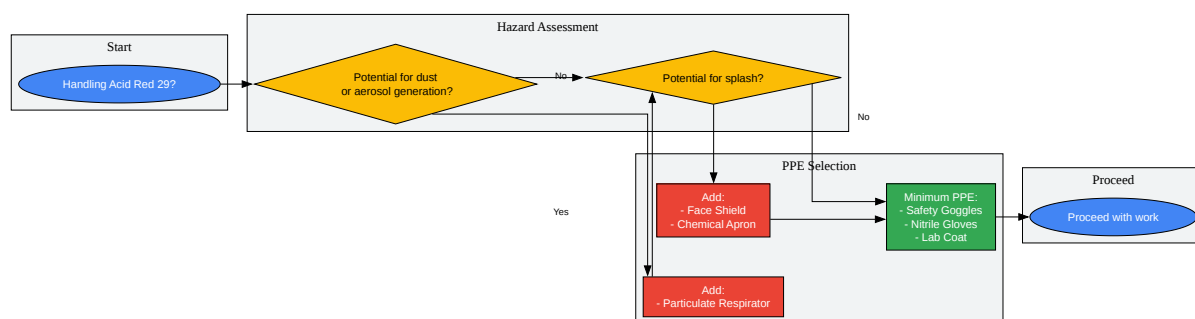 Start
Handling Acid Red 29?
Hazard Assessment
Potential for dust
or aerosol generation?
No
Potential for splash?
No
Yes
PPE Selection
Add:
- Face Shield
- Chemical Apron
Minimum PPE:
- Safety Goggles
- Nitrile Gloves
- Lab Coat
Add:
- Particulate Respirator
Proceed
Proceed with work